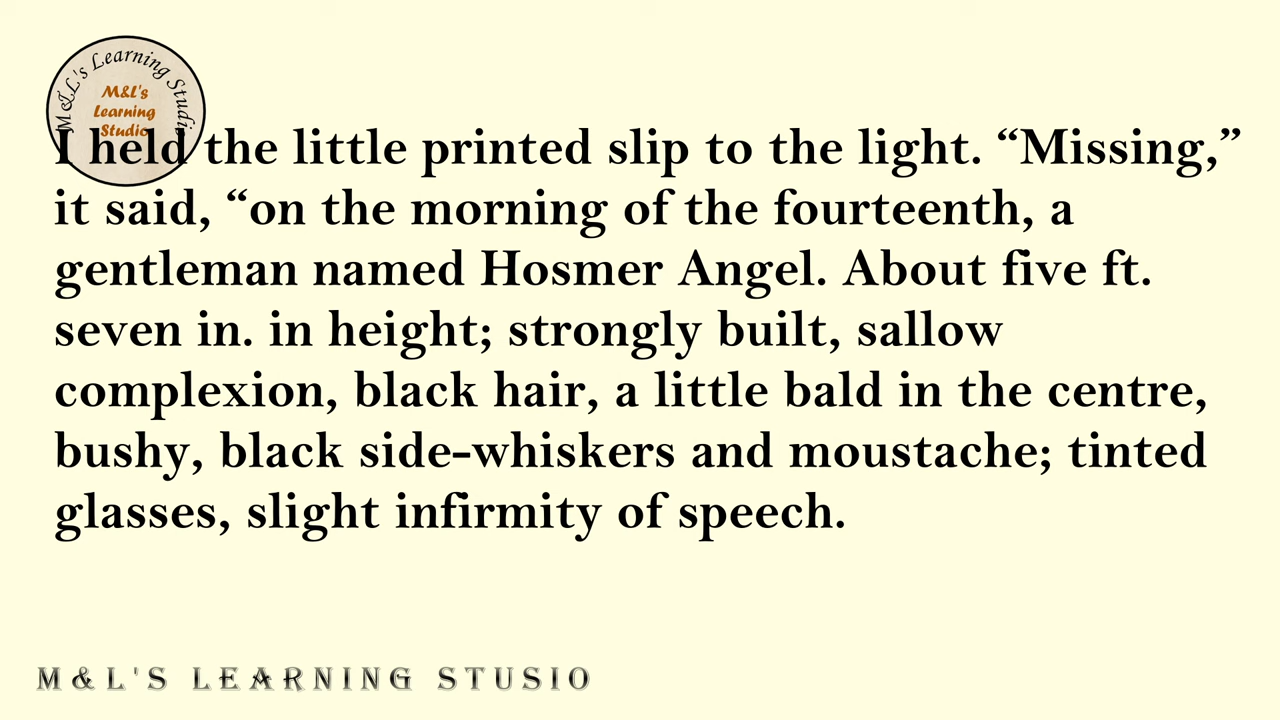 M&L's Learning Studio
M&L's
Learning
Studio
I held the little printed slip to the light. “Missing,”
it said, “on the morning of the fourteenth, a
gentleman named Hosmer Angel. About five ft.
seven in. in height; strongly built, sallow
complexion, black hair, a little bald in the centre,
bushy, black side-whiskers and moustache; tinted
glasses, slight infirmity of speech.
M&L'S LEARNING STUSIO